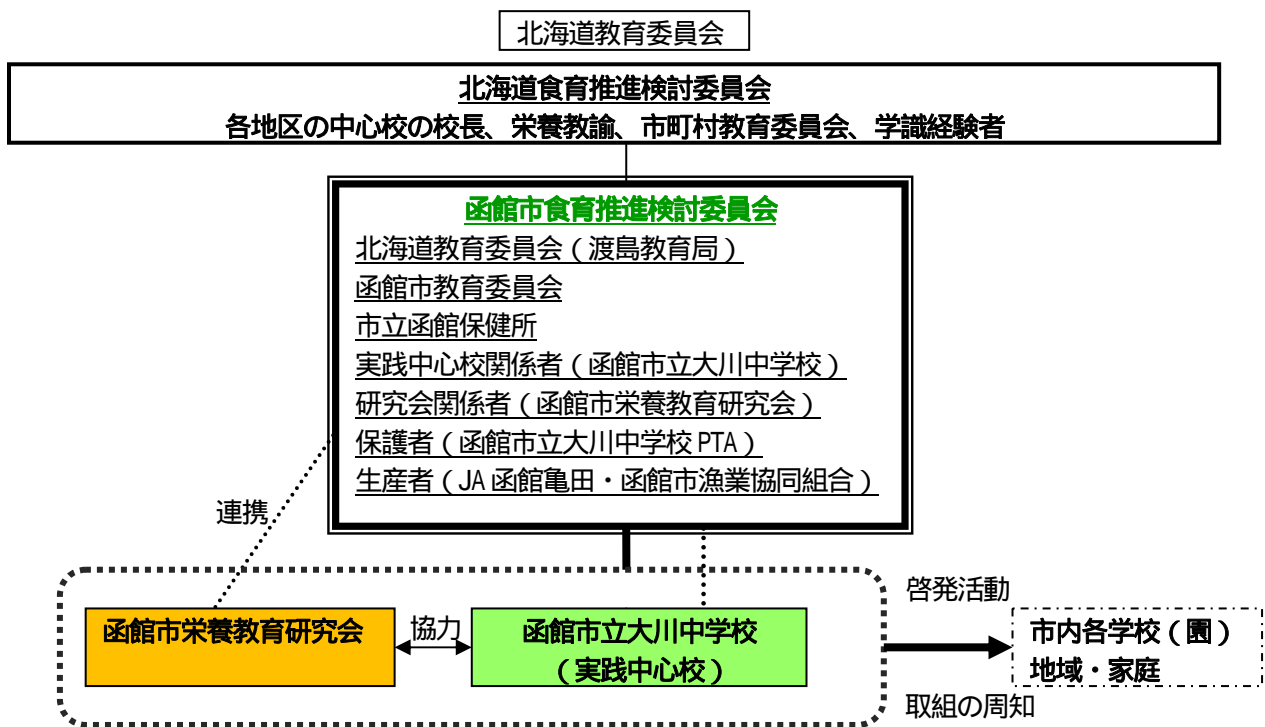 北海道教育委員会
北海道食育推進検討委員会
各地区の中心校の校長、栄養教諭、市町村教育委員会、学識経験者
函館市食育推進検討委員会
北海道教育委員会（渡島教育局）
函館市教育委員会
市立函館保健所
実践中心校関係者（函館市立大川中学校）
研究会関係者（函館市栄養教育研究会）
保護者（函館市立大川中学校 PTA）
生産者（JA 函館亀田・函館市漁業協同組合）
連携
函館市栄養教育研究会
協力
函館市立大川中学校
（実践中心校）
啓発活動
市内各学校（園）
地域・家庭
取組の周知